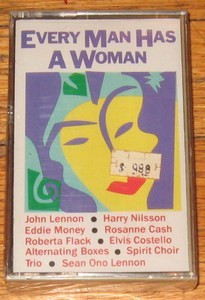 EVERY MAN HAS
A WOMAN
$ 9.98
John Lennon • Harry Nilsson
Eddie Money • Rosanne Cash
Roberta Flack • Elvis Costello
Alternating Boxes • Spirit Choir
Trio • Sean Ono Lennon